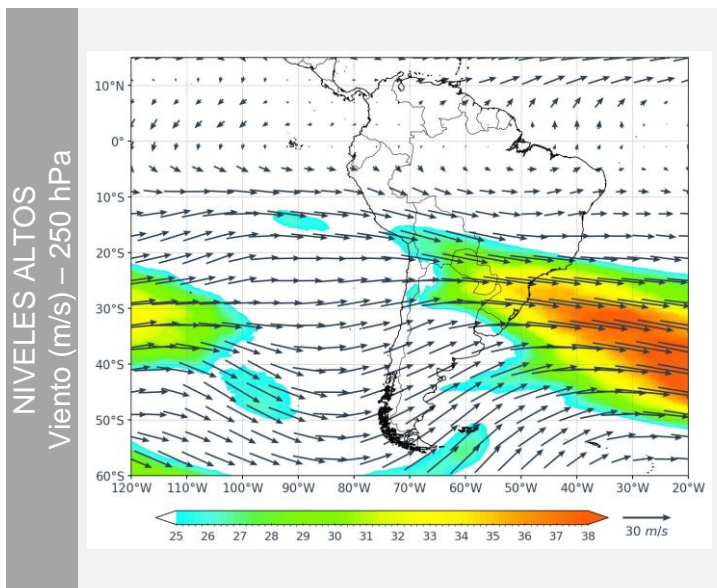 NIVELES ALTOS
Viento (m/s) – 250 hPa
10°N
0°
10°S
20°S
30°S
40°S
50°S
60°S
120°W 110°W 100°W 90°W 80°W 70°W 60°W 50°W 40°W 30°W 20°W
25 26 27 28 29 30 31 32 33 34 35 36 37 38
30 m/s